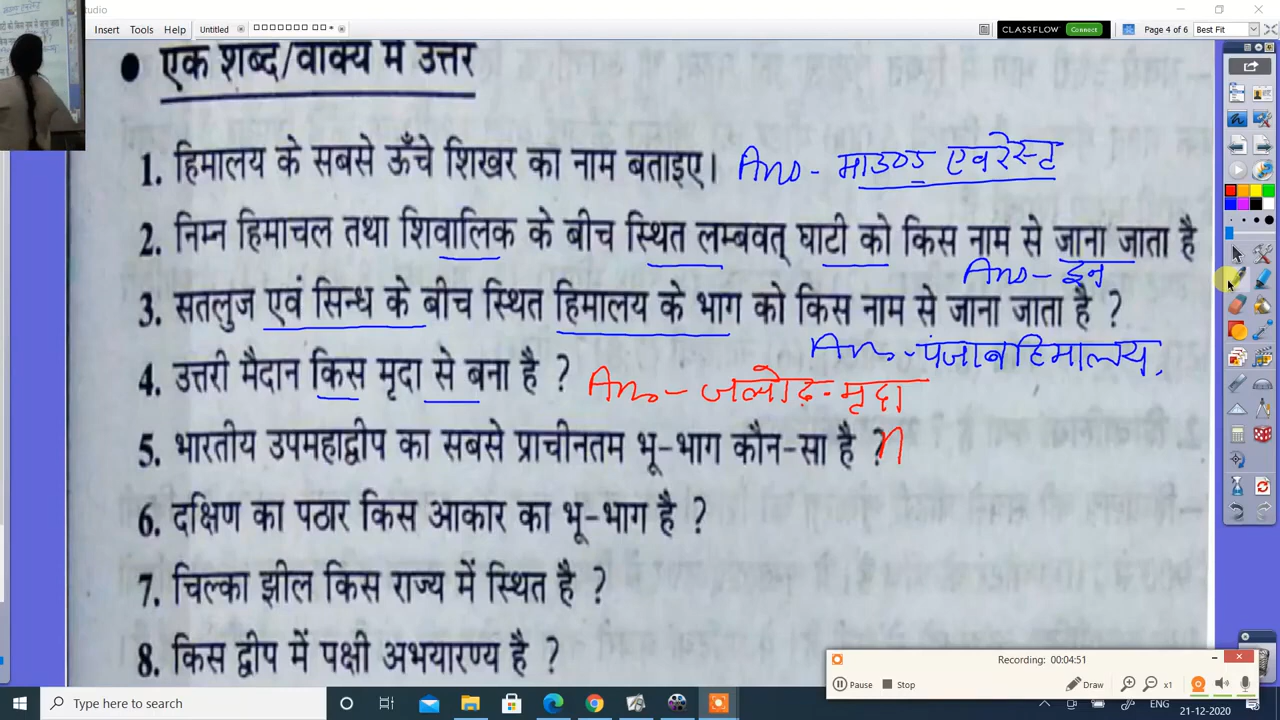 tudio
Insert Tools Help Untitled CLASSFLOW Connect Page 4 of 6 Best Fit
एक शब्द/वाक्य म उत्तर
1. हिमालय के सबसे ऊँचे शिखर का नाम बताइए। Ans - माउण्ड एवरेस्ट
2. निम्न हिमाचल तथा शिवालिक के बीच स्थित लम्बवत् घाटी को किस नाम से जाना जाता है
Ans - दून
3. सतलुज एवं सिन्ध के बीच स्थित हिमालय के भाग को किस नाम से जाना जाता है ?
Ans - पंजाब हिमालय
4. उत्तरी मैदान किस मृदा से बना है ? Ans - जलोढ़ - मृदा
5. भारतीय उपमहाद्वीप का सबसे प्राचीनतम भू-भाग कौन-सा है ?
6. दक्षिण का पठार किस आकार का भू-भाग है ?
7. चिल्का झील किस राज्य में स्थित है ?
8. किस द्वीप में पक्षी अभयारण्य है ?
Recording: 00:04:51
Pause Stop Draw x1
Type here to search
ENG 21-12-2020